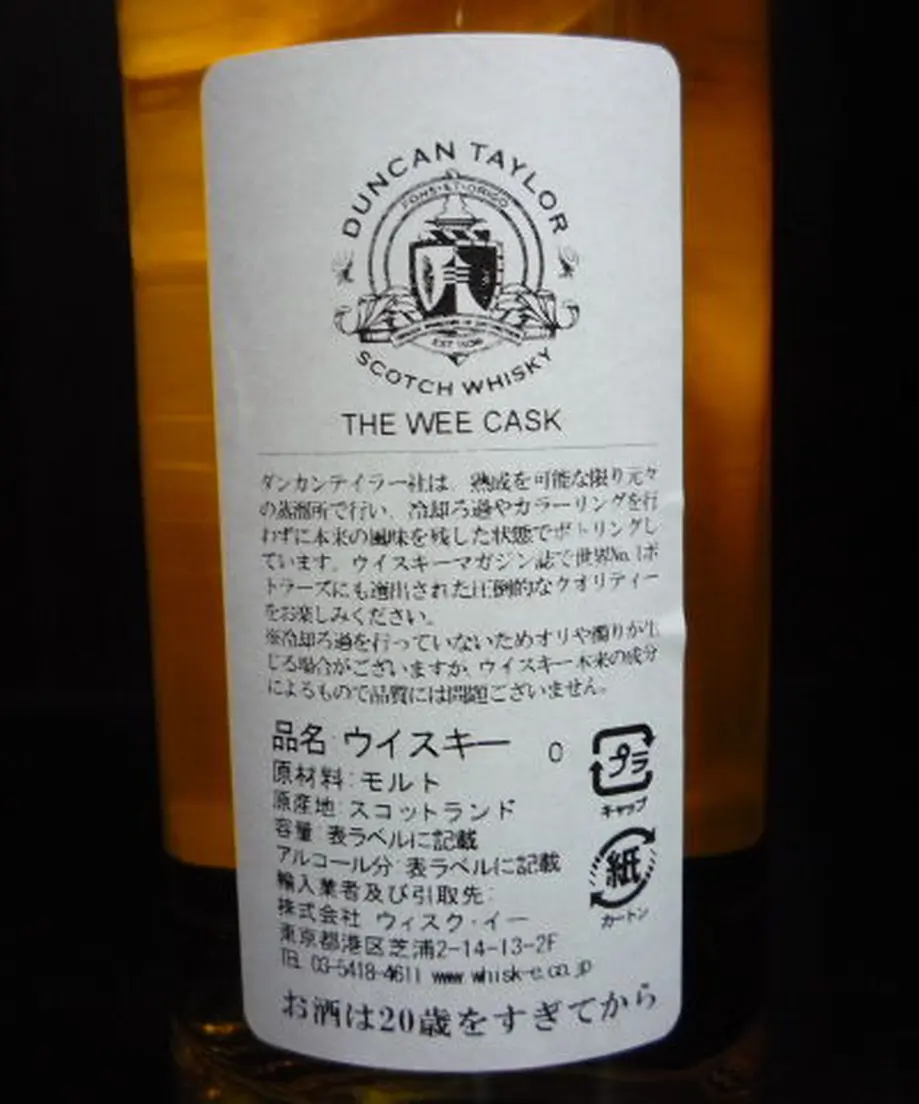 DUNCAN TAYLOR
FONS·ET·ORIGO
SCOTCH WHISKY
THE WEE CASK
ダンカンテイラー社は、熟成を可能な限り元々
の蒸溜所で行い、冷却ろ過やカラーリングを行
わずに本来の風味を残した状態でボトリングし
ています。ウイスキーマガジン誌で世界No.1ボ
トラーズにも選出された圧倒的なクオリティー
をお楽しみください。
※冷却ろ過を行っていないためオリや濁りが生
じる場合がございますが、ウイスキー本来の成分
によるもので品質には問題ございません。
品名:ウイスキー 0
原材料:モルト
原産地:スコットランド
容量:表ラベルに記載
アルコール分:表ラベルに記載
輸入業者及び引取先:
株式会社 ウィスク・イー
東京都港区芝浦2-14-13-2F
TEL 03-5418-4611 www.whisk-e.co.jp
お酒は20歳をすぎてから
プラ
キャップ
紙
カートン